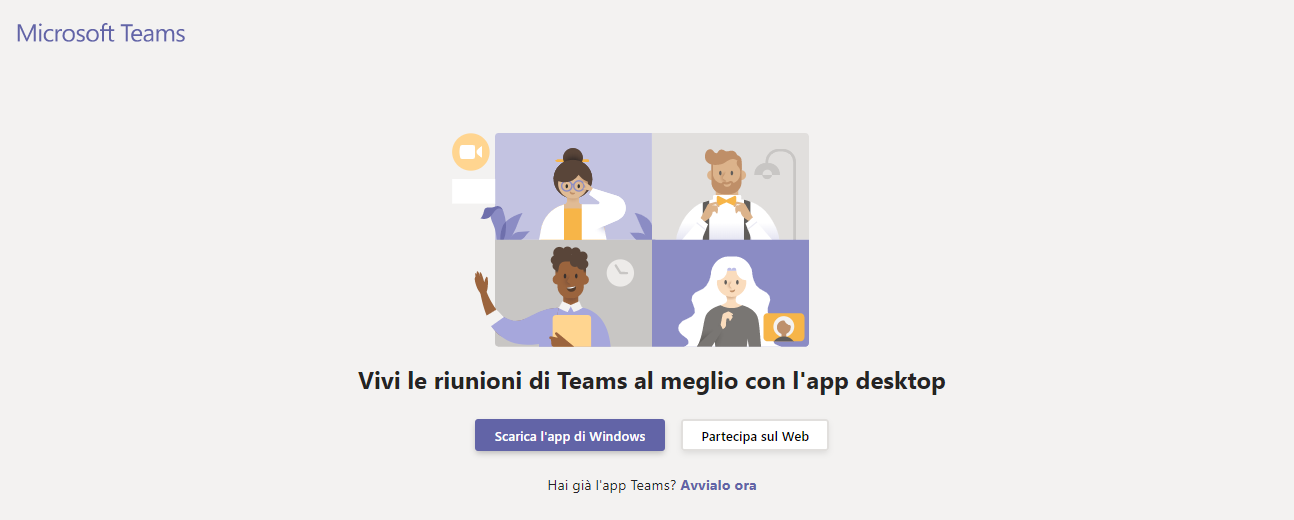 Microsoft Teams
Vivi le riunioni di Teams al meglio con l'app desktop
Scarica l'app di Windows
Partecipa sul Web
Hai già l'app Teams? Avvialo ora